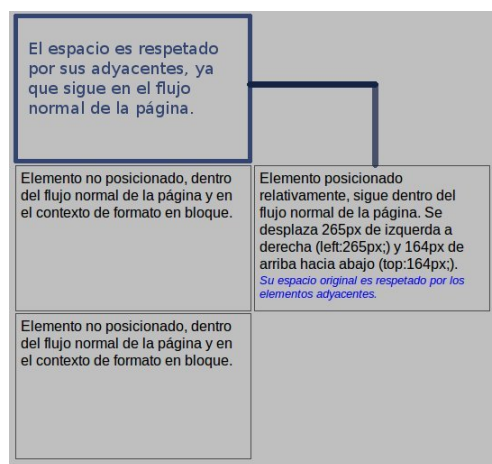 El espacio es respetado
por sus adyacentes, ya
que sigue en el flujo
normal de la página.
Elemento no posicionado, dentro
del flujo normal de la página y en
el contexto de formato en bloque.
Elemento posicionado
relativamente, sigue dentro del
flujo normal de la página. Se
desplaza 265px de izquerda a
derecha (left:265px;) y 164px de
arriba hacia abajo (top:164px;).
Su espacio original es respetado por los
elementos adyacentes.
Elemento no posicionado, dentro
del flujo normal de la página y en
el contexto de formato en bloque.